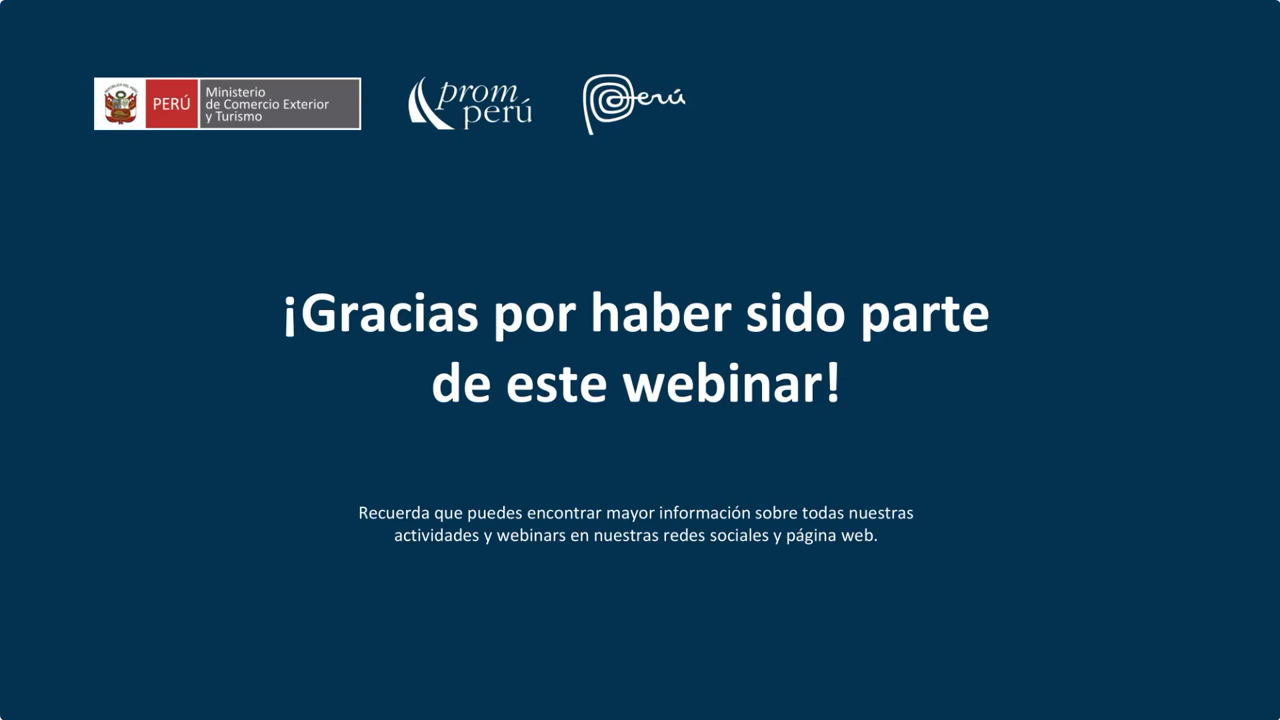 PERÚ
Ministerio
de Comercio Exterior
y Turismo
prom
perú
Perú
¡Gracias por haber sido parte
de este webinar!
Recuerda que puedes encontrar mayor información sobre todas nuestras
actividades y webinars en nuestras redes sociales y página web.